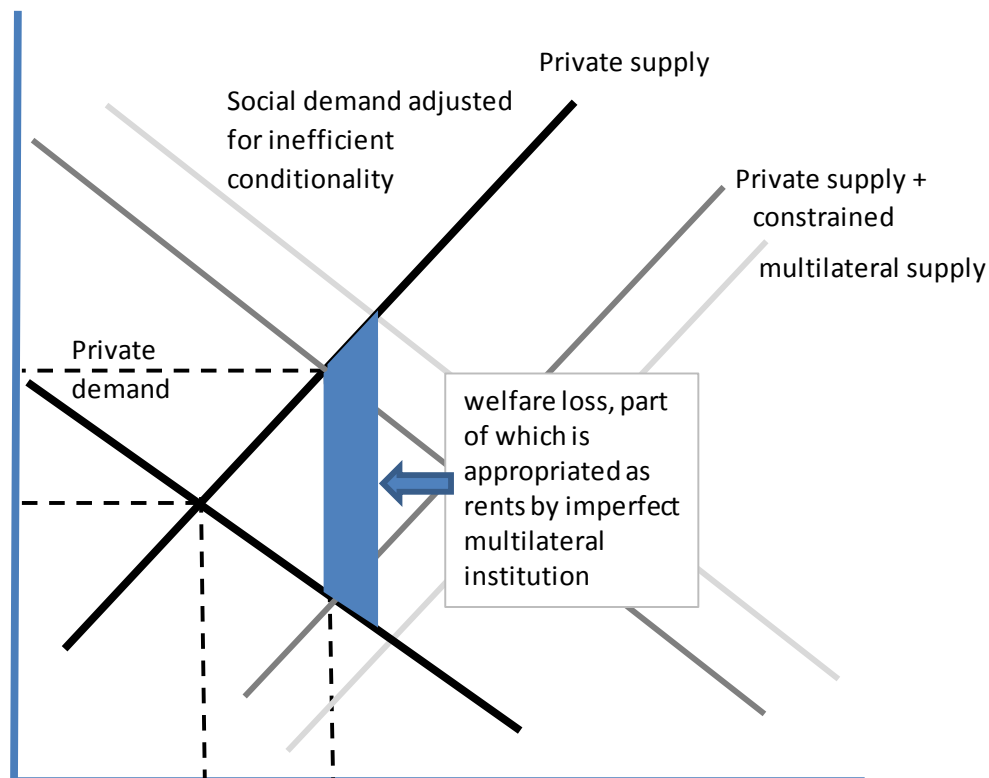 Private supply
Social demand adjusted
for inefficient
conditionality
Private supply +
constrained
multilateral supply
Private
demand
welfare loss, part
of which is
appropriated as
rents by imperfect
multilateral
institution